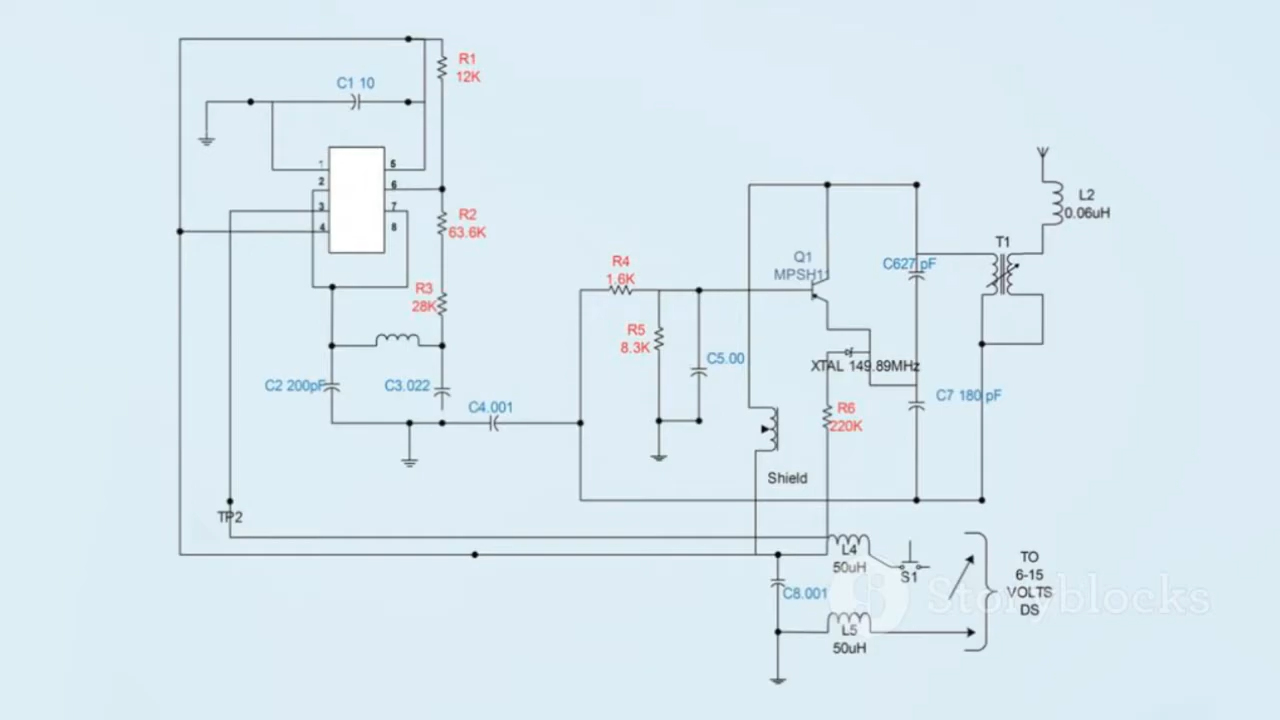 R1
12K
C1 10
1
5
2
6
3
7
4
8
R2
63.6K
R3
28K
C2 200pF
C3.022
C4.001
R4
1.6K
R5
8.3K
C5.00
Q1
MPSH11
C627 pF
T1
L2
0.06uH
XTAL 149.89MHz
R6
220K
C7 180 pF
Shield
TP2
L4
50uH
S1
C8.001
L5
50uH
TO
6-15
VOLTS
DS
Storyblocks